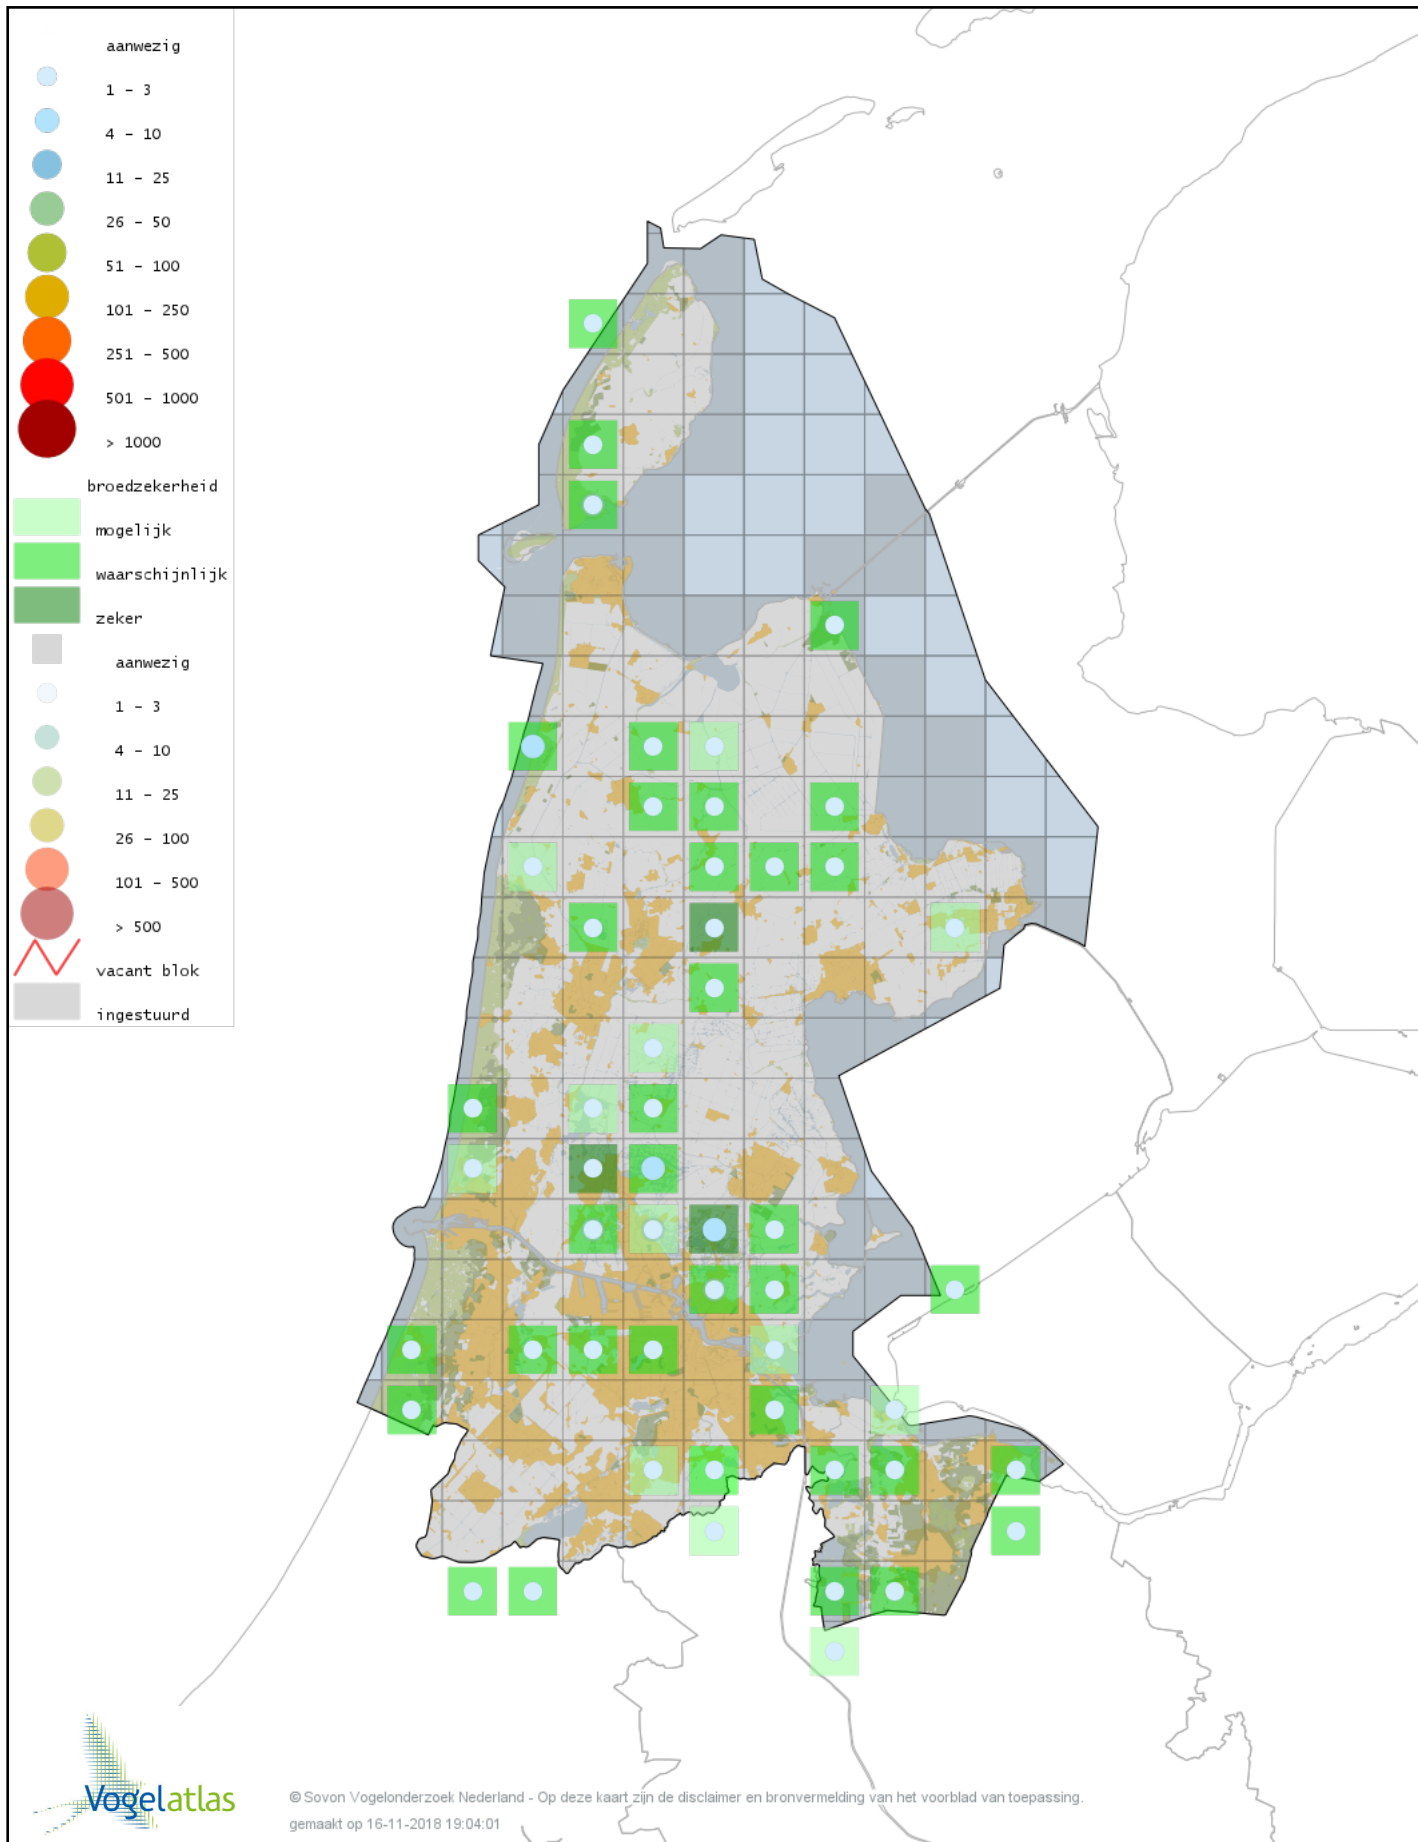 aanwezig
1 - 3
4 - 10
11 - 25
26 - 50
51 - 100
101 - 250
251 - 500
501 - 1000
> 1000
broedzekerheid
mogelijk
waarschijnlijk
zeker
aanwezig
1 - 3
4 - 10
11 - 25
26 - 100
101 - 500
> 500
vacant blok
ingestuurd
Vogelatlas
© Sovon Vogelonderzoek Nederland - Op deze kaart zijn de disclaimer en bronvermelding van het voorblad van toepassing.
gemaakt op 16-11-2018 19:04:01